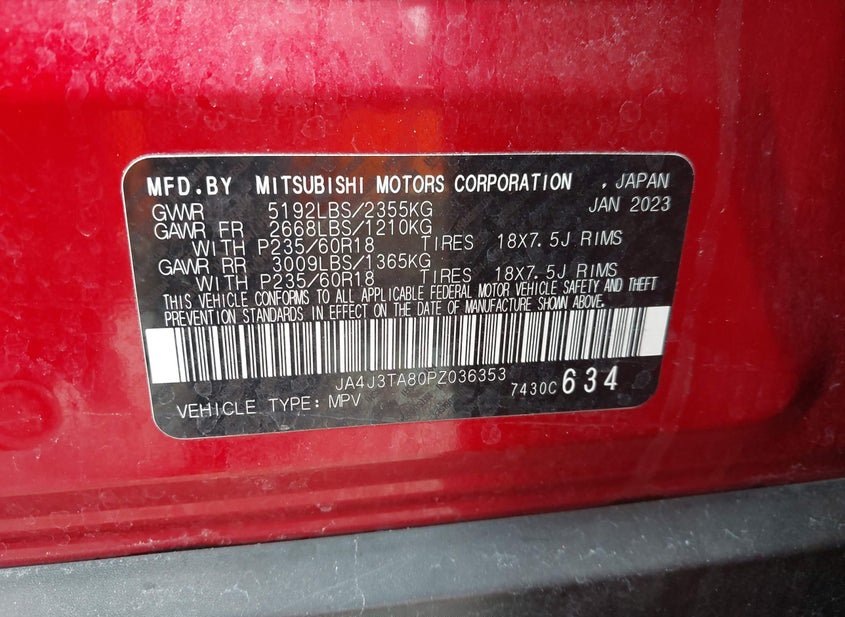 MFD.BY MITSUBISHI MOTORS CORPORATION , JAPAN
GVWR 5192LBS/2355KG JAN 2023
GAWR FR 2668LBS/1210KG
WITH P235/60R18 TIRES 18X7.5J RIMS
GAWR RR 3009LBS/1365KG
WITH P235/60R18 TIRES 18X7.5J RIMS
THIS VEHICLE CONFORMS TO ALL APPLICABLE FEDERAL MOTOR VEHICLE SAFETY AND THEFT
PREVENTION STANDARDS IN EFFECT ON THE DATE OF MANUFACTURE SHOWN ABOVE.
JA4J3TA80PZ036353
7430C 634
VEHICLE TYPE: MPV